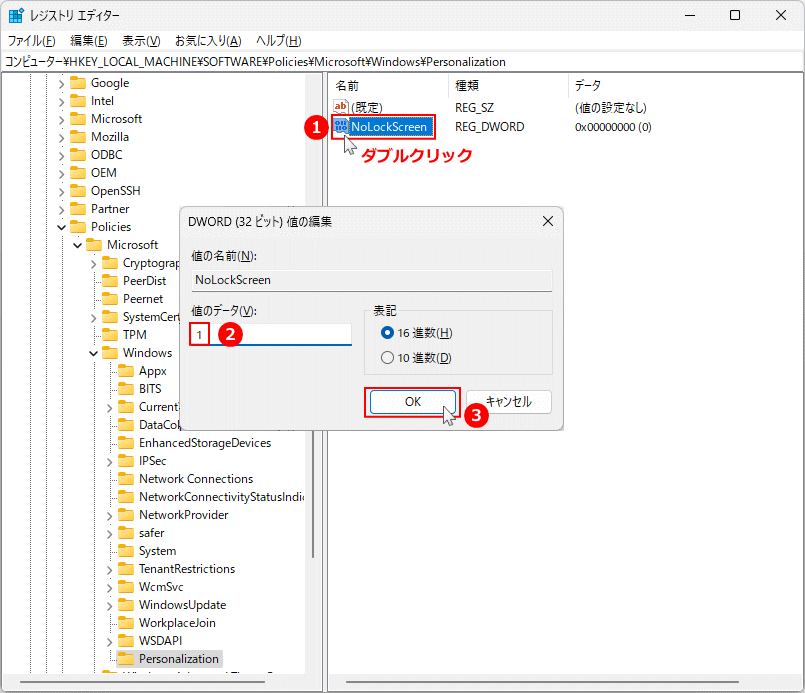 レジストリ エディター
ファイル(F) 編集(E) 表示(V) お気に入り(A) ヘルプ(H)
コンピューター¥HKEY_LOCAL_MACHINE¥SOFTWARE¥Policies¥Microsoft¥Windows¥Personalization
Google
Intel
Microsoft
Mozilla
ODBC
OEM
OpenSSH
Partner
Policies
Microsoft
Cryptograp
PeerDist
Peernet
SystemCert
TPM
Windows
Appx
BITS
Current
DataCol
EnhancedStorageDevices
IPSec
Network Connections
NetworkConnectivityStatusIndic
NetworkProvider
safer
System
TenantRestrictions
WcmSvc
WindowsUpdate
WorkplaceJoin
WSDAPI
Personalization
名前 種類 データ
ab (既定) REG_SZ (値の設定なし)
1 NoLockScreen REG_DWORD 0x00000000 (0)
ダブルクリック
DWORD (32 ビット) 値の編集
値の名前(N):
NoLockScreen
値のデータ(V):
1 2
表記
16 進数(H)
10 進数(D)
OK 3 キャンセル